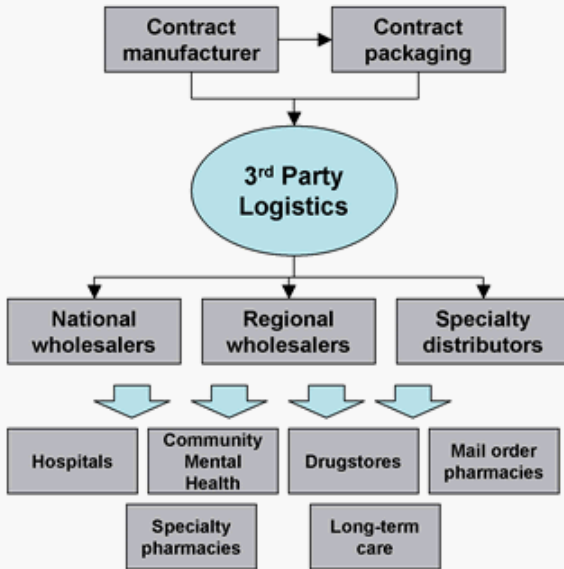 Contract
manufacturer
Contract
packaging
3rd Party
Logistics
National
wholesalers
Regional
wholesalers
Specialty
distributors
Hospitals
Community
Mental
Health
Drugstores
Mail order
pharmacies
Specialty
pharmacies
Long-term
care